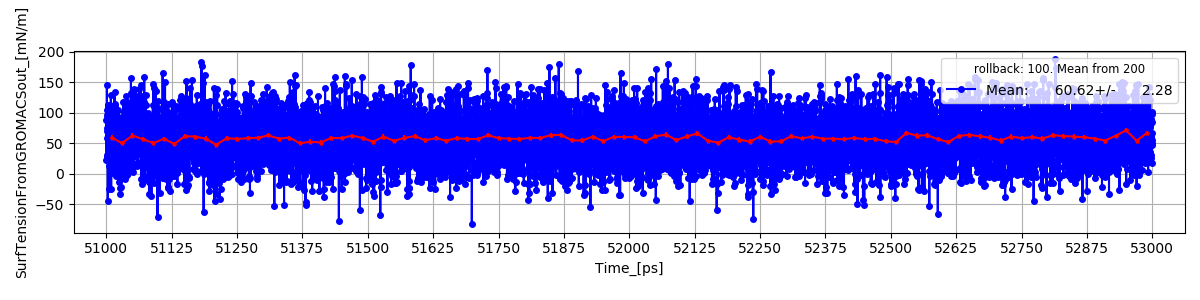 SurfTensionFromGROMACSout_[mN/m]
200
150
100
50
0
−50
rollback: 100. Mean from 200
Mean: 60.62+/- 2.28
51000 51125 51250 51375 51500 51625 51750 51875 52000 52125 52250 52375 52500 52625 52750 52875 53000
Time_[ps]